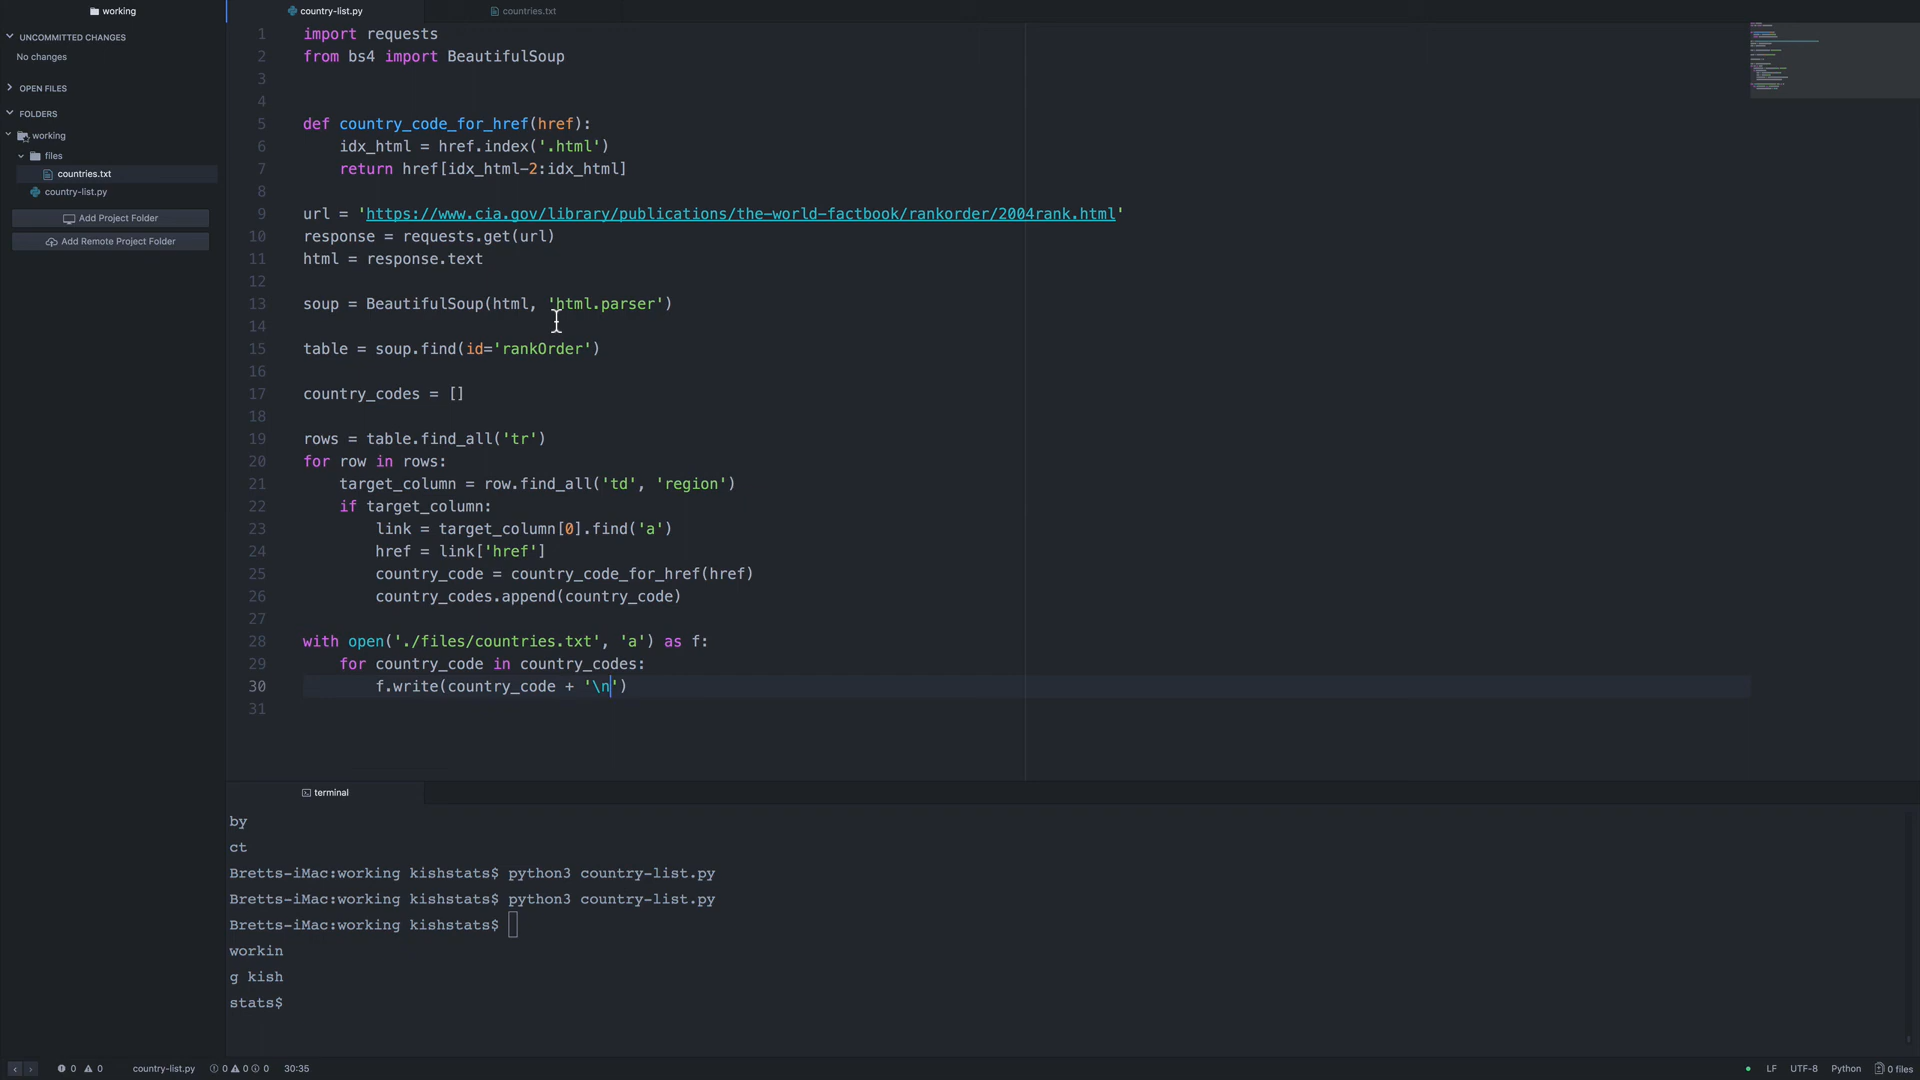 working
country-list.py
countries.txt
UNCOMMITTED CHANGES
No changes
OPEN FILES
FOLDERS
working
files
countries.txt
country-list.py
Add Project Folder
Add Remote Project Folder
1 import requests
2 from bs4 import BeautifulSoup
3
4
5 def country_code_for_href(href):
6     idx_html = href.index('.html')
7     return href[idx_html-2:idx_html]
8
9 url = 'https://www.cia.gov/library/publications/the-world-factbook/rankorder/2004rank.html'
10 response = requests.get(url)
11 html = response.text
12
13 soup = BeautifulSoup(html, 'html.parser')
14
15 table = soup.find(id='rankOrder')
16
17 country_codes = []
18
19 rows = table.find_all('tr')
20 for row in rows:
21     target_column = row.find_all('td', 'region')
22     if target_column:
23         link = target_column[0].find('a')
24         href = link['href']
25         country_code = country_code_for_href(href)
26         country_codes.append(country_code)
27
28 with open('./files/countries.txt', 'a') as f:
29     for country_code in country_codes:
30         f.write(country_code + '\n')
31
terminal
by
ct
Bretts-iMac:working kishstats$ python3 country-list.py
Bretts-iMac:working kishstats$ python3 country-list.py
Bretts-iMac:working kishstats$
workin
g kish
stats$
0 0 country-list.py 0 0 0 30:35 LF UTF-8 Python 0 files